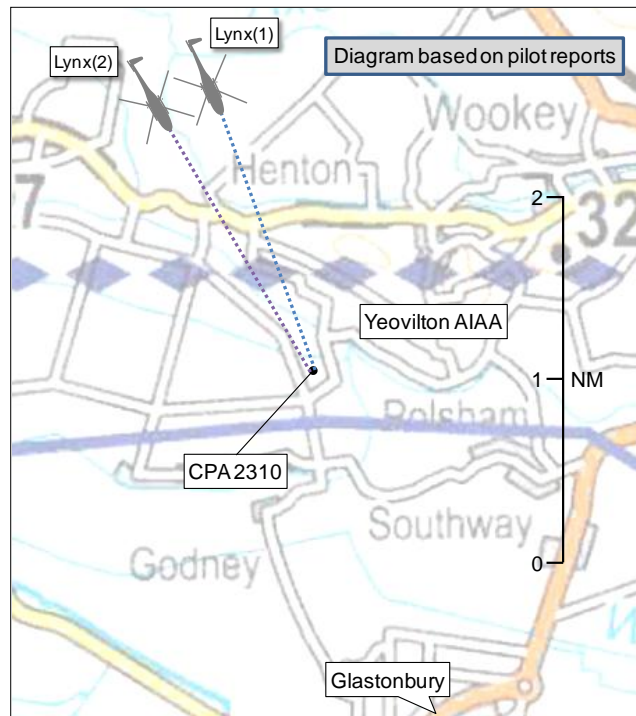 Lynx(1)
Lynx(2)
Diagram based on pilot reports
Wookey
Henton
2
32
Yeovilton AIAA
1
NM
Polsham
CPA 2310
Southway
Godney
0
Glastonbury